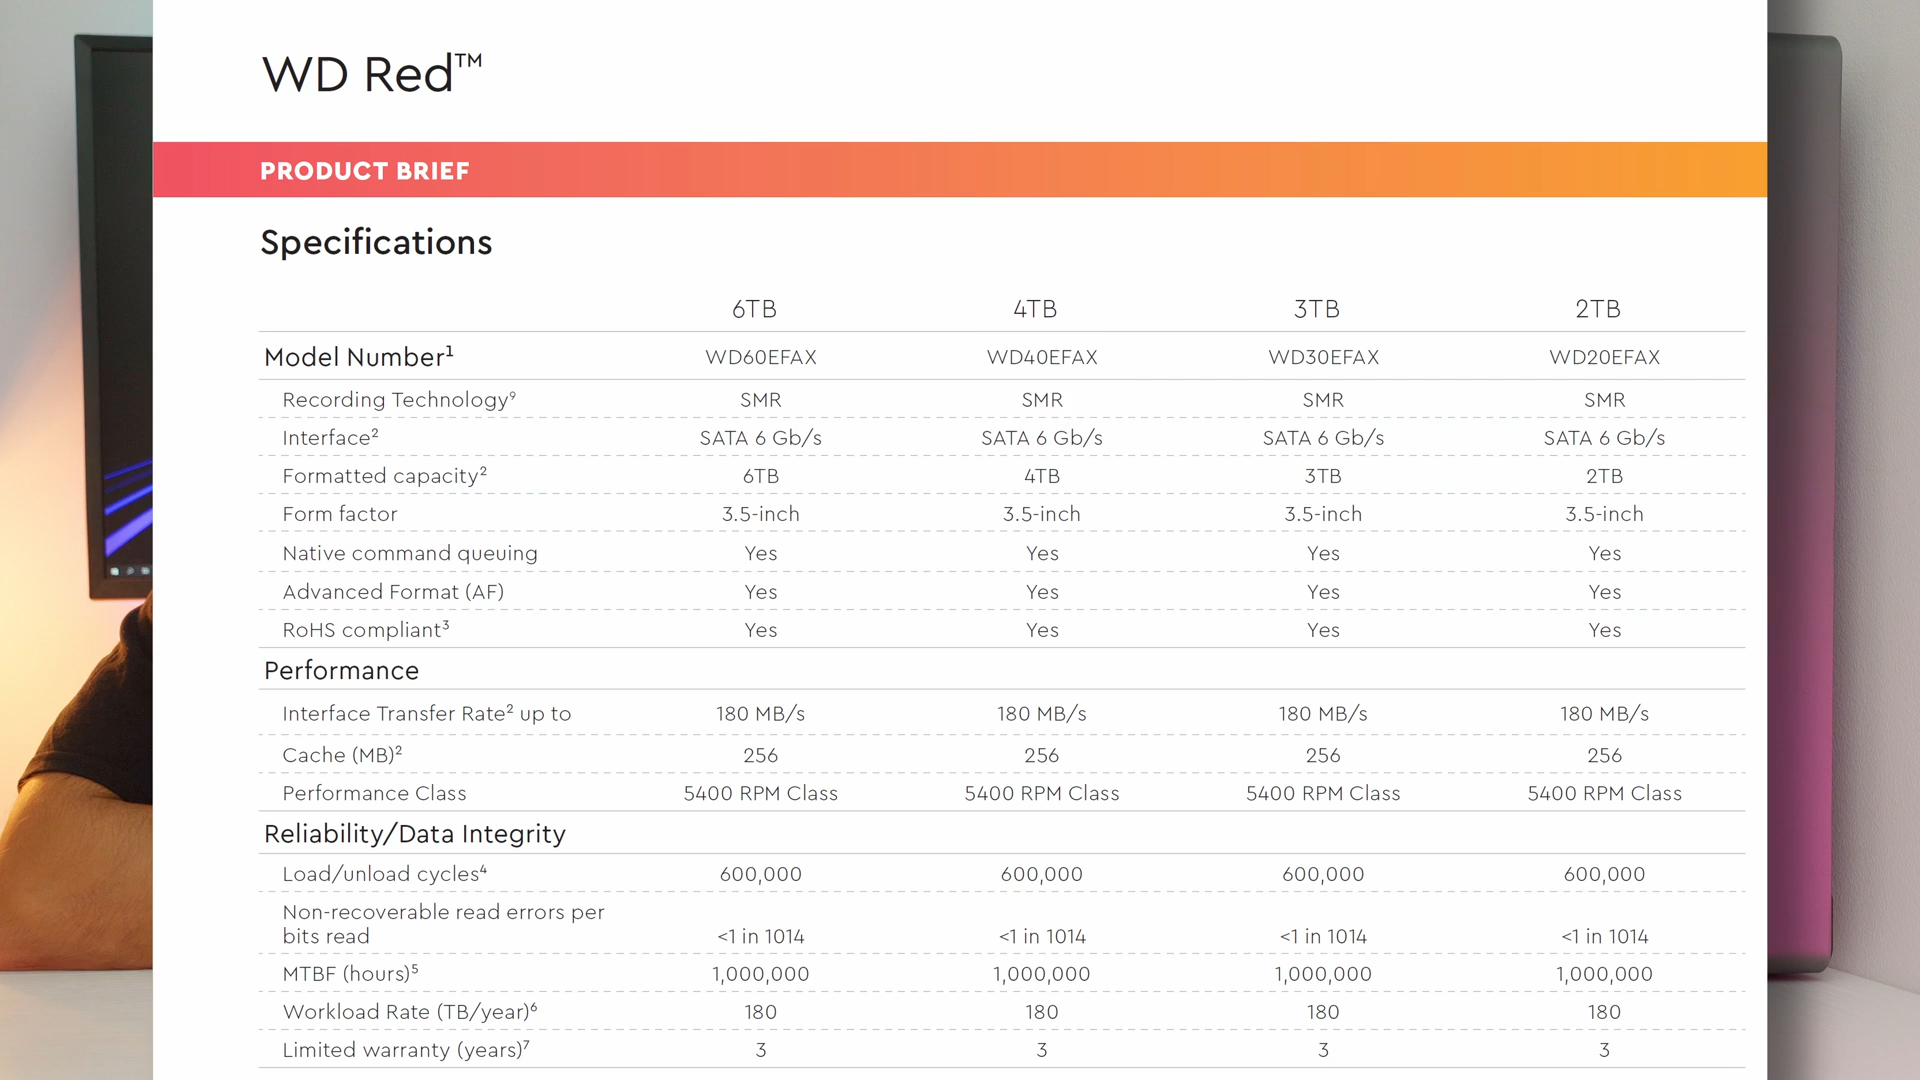 WD Red™
PRODUCT BRIEF
Specifications
6TB 4TB 3TB 2TB
Model Number¹ WD60EFAX WD40EFAX WD30EFAX WD20EFAX
Recording Technology⁹ SMR SMR SMR SMR
Interface² SATA 6 Gb/s SATA 6 Gb/s SATA 6 Gb/s SATA 6 Gb/s
Formatted capacity² 6TB 4TB 3TB 2TB
Form factor 3.5-inch 3.5-inch 3.5-inch 3.5-inch
Native command queuing Yes Yes Yes Yes
Advanced Format (AF) Yes Yes Yes Yes
RoHS compliant³ Yes Yes Yes Yes
Performance
Interface Transfer Rate² up to 180 MB/s 180 MB/s 180 MB/s 180 MB/s
Cache (MB)² 256 256 256 256
Performance Class 5400 RPM Class 5400 RPM Class 5400 RPM Class 5400 RPM Class
Reliability/Data Integrity
Load/unload cycles⁴ 600,000 600,000 600,000 600,000
Non-recoverable read errors per
bits read <1 in 1014 <1 in 1014 <1 in 1014 <1 in 1014
MTBF (hours)⁵ 1,000,000 1,000,000 1,000,000 1,000,000
Workload Rate (TB/year)⁶ 180 180 180 180
Limited warranty (years)⁷ 3 3 3 3